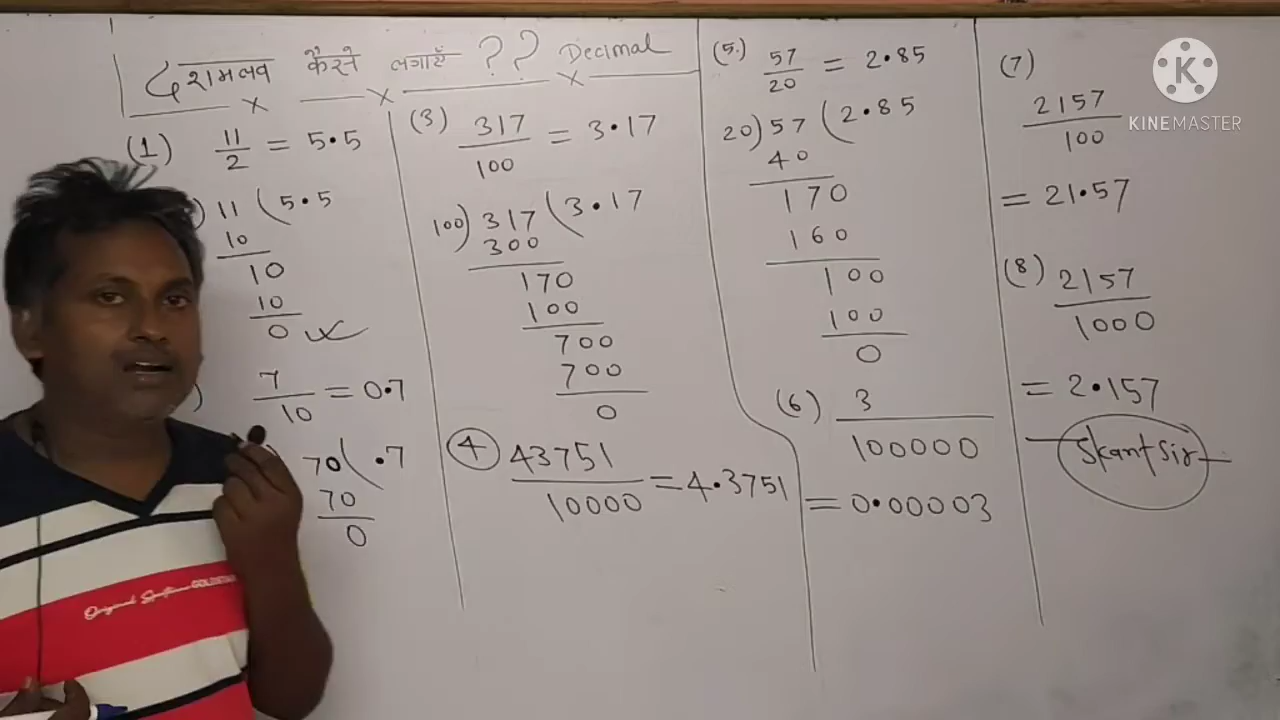 दशमलव कैसे लगाएँ ?? Decimal
(1) 11/2 = 5.5
) 11 ( 5.5
10
10
10
0
) 7/10 = 0.7
) 70 ( .7
70
0
(3) 317/100 = 3.17
100) 317 ( 3.17
300
170
100
700
700
0
4 43751/10000 = 4.3751
(5) 57/20 = 2.85
20) 57 ( 2.85
40
170
160
100
100
0
(6) 3/100000
= 0.00003
(7)
2157/100
= 21.57
(8) 2157/1000
= 2.157
Skant Sir
K
KINEMASTER
Original Sportswear GOLDSTAR